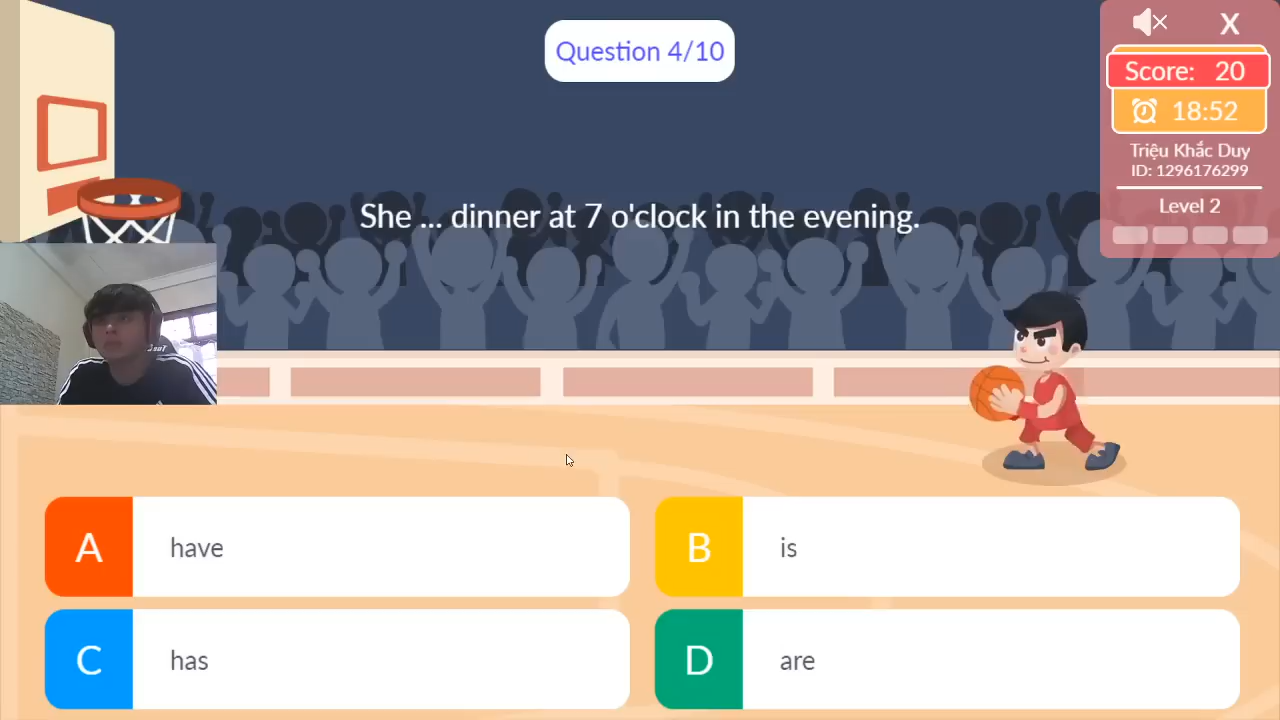 Question 4/10
X
Score: 20
18:52
Triệu Khắc Duy
ID: 1296176299
Level 2
She ... dinner at 7 o'clock in the evening.
A have
B is
C has
D are